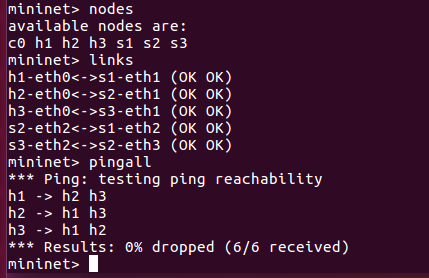 mininet> nodes
available nodes are:
c0 h1 h2 h3 s1 s2 s3
mininet> links
h1-eth0<->s1-eth1 (OK OK)
h2-eth0<->s2-eth1 (OK OK)
h3-eth0<->s3-eth1 (OK OK)
s2-eth2<->s1-eth2 (OK OK)
s3-eth2<->s2-eth3 (OK OK)
mininet> pingall
*** Ping: testing ping reachability
h1 -> h2 h3
h2 -> h1 h3
h3 -> h1 h2
*** Results: 0% dropped (6/6 received)
mininet>